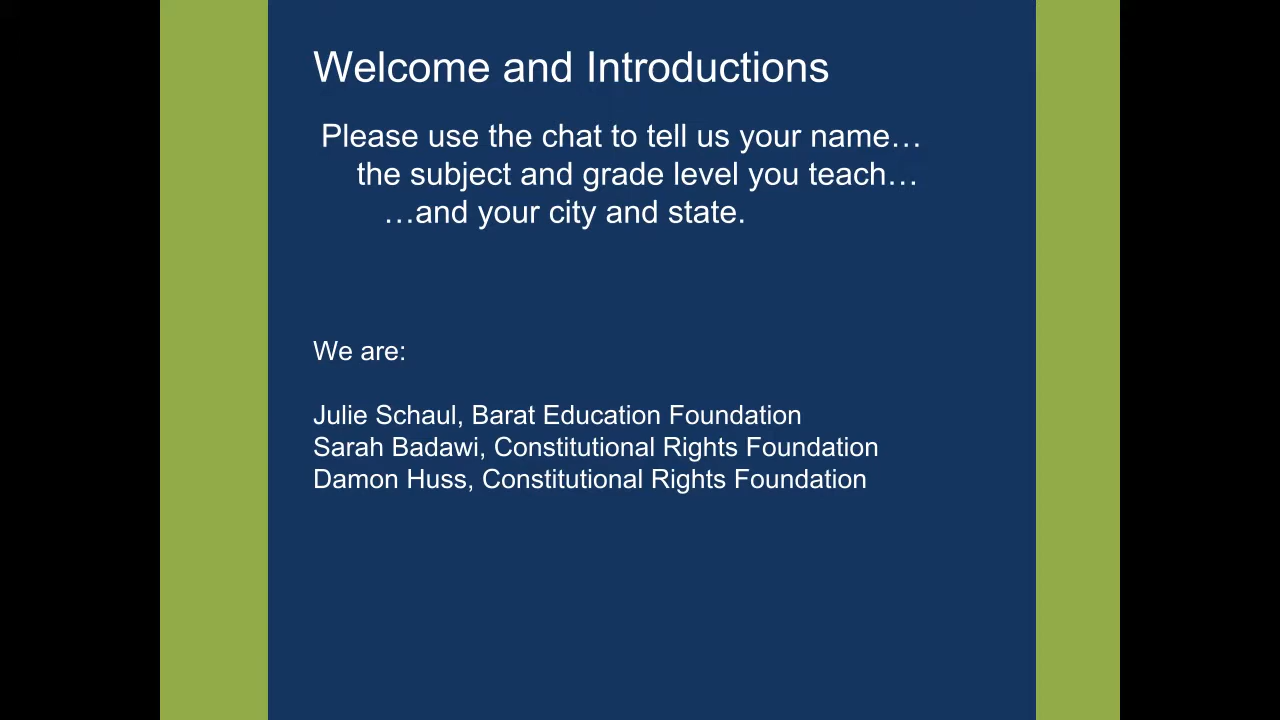 Welcome and Introductions
Please use the chat to tell us your name…
the subject and grade level you teach…
…and your city and state.
We are:
Julie Schaul, Barat Education Foundation
Sarah Badawi, Constitutional Rights Foundation
Damon Huss, Constitutional Rights Foundation